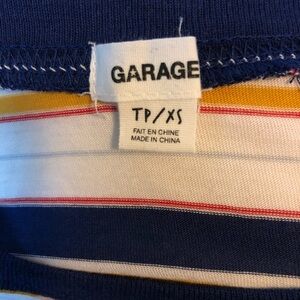 GARAGE
TP/XS
FAIT EN CHINE
MADE IN CHINA